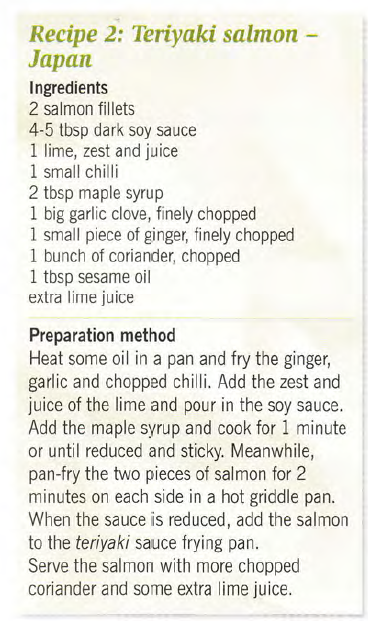 Recipe 2: Teriyaki salmon –
Japan
Ingredients
2 salmon fillets
4-5 tbsp dark soy sauce
1 lime, zest and juice
1 small chilli
2 tbsp maple syrup
1 big garlic clove, finely chopped
1 small piece of ginger, finely chopped
1 bunch of coriander, chopped
1 tbsp sesame oil
extra lime juice
Preparation method
Heat some oil in a pan and fry the ginger,
garlic and chopped chilli. Add the zest and
juice of the lime and pour in the soy sauce.
Add the maple syrup and cook for 1 minute
or until reduced and sticky. Meanwhile,
pan-fry the two pieces of salmon for 2
minutes on each side in a hot griddle pan.
When the sauce is reduced, add the salmon
to the teriyaki sauce frying pan.
Serve the salmon with more chopped
coriander and some extra lime juice.